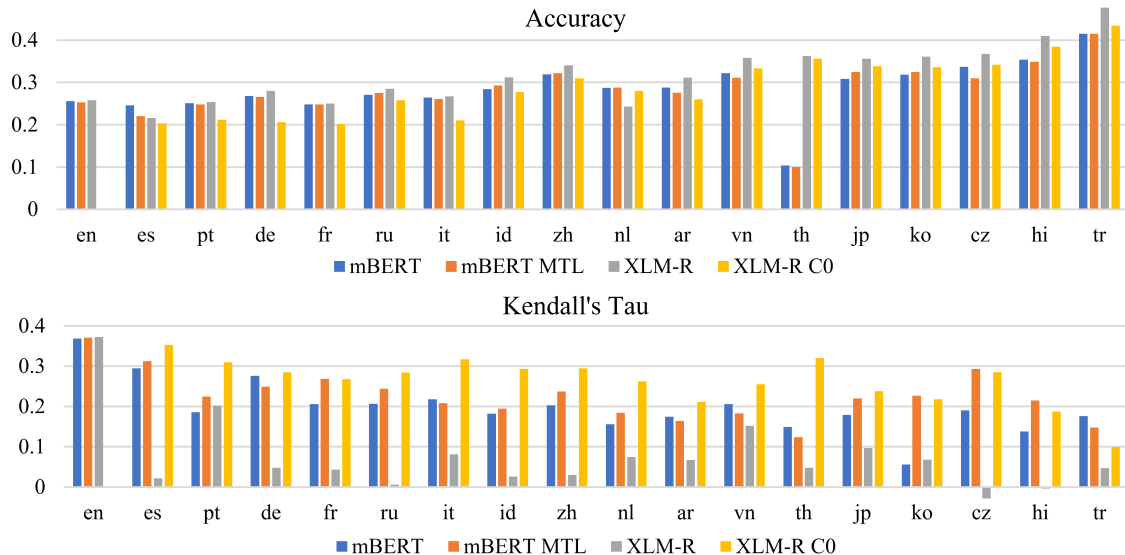 Accuracy
0.4
0.3
0.2
0.1
0
en es pt de fr ru it id zh nl ar vn th jp ko cz hi tr
mBERT mBERT MTL XLM-R XLM-R C0
Kendall's Tau
0.4
0.3
0.2
0.1
0
en es pt de fr ru it id zh nl ar vn th jp ko cz hi tr
mBERT mBERT MTL XLM-R XLM-R C0